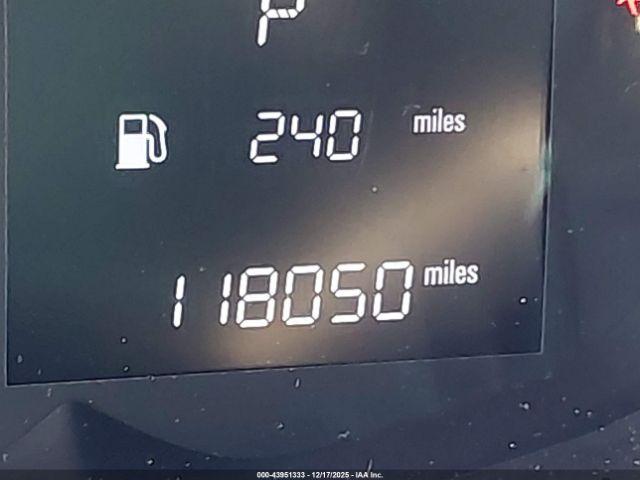 P
240 miles
118050 miles
000-43951333 - 12/17/2025 - IAA Inc.